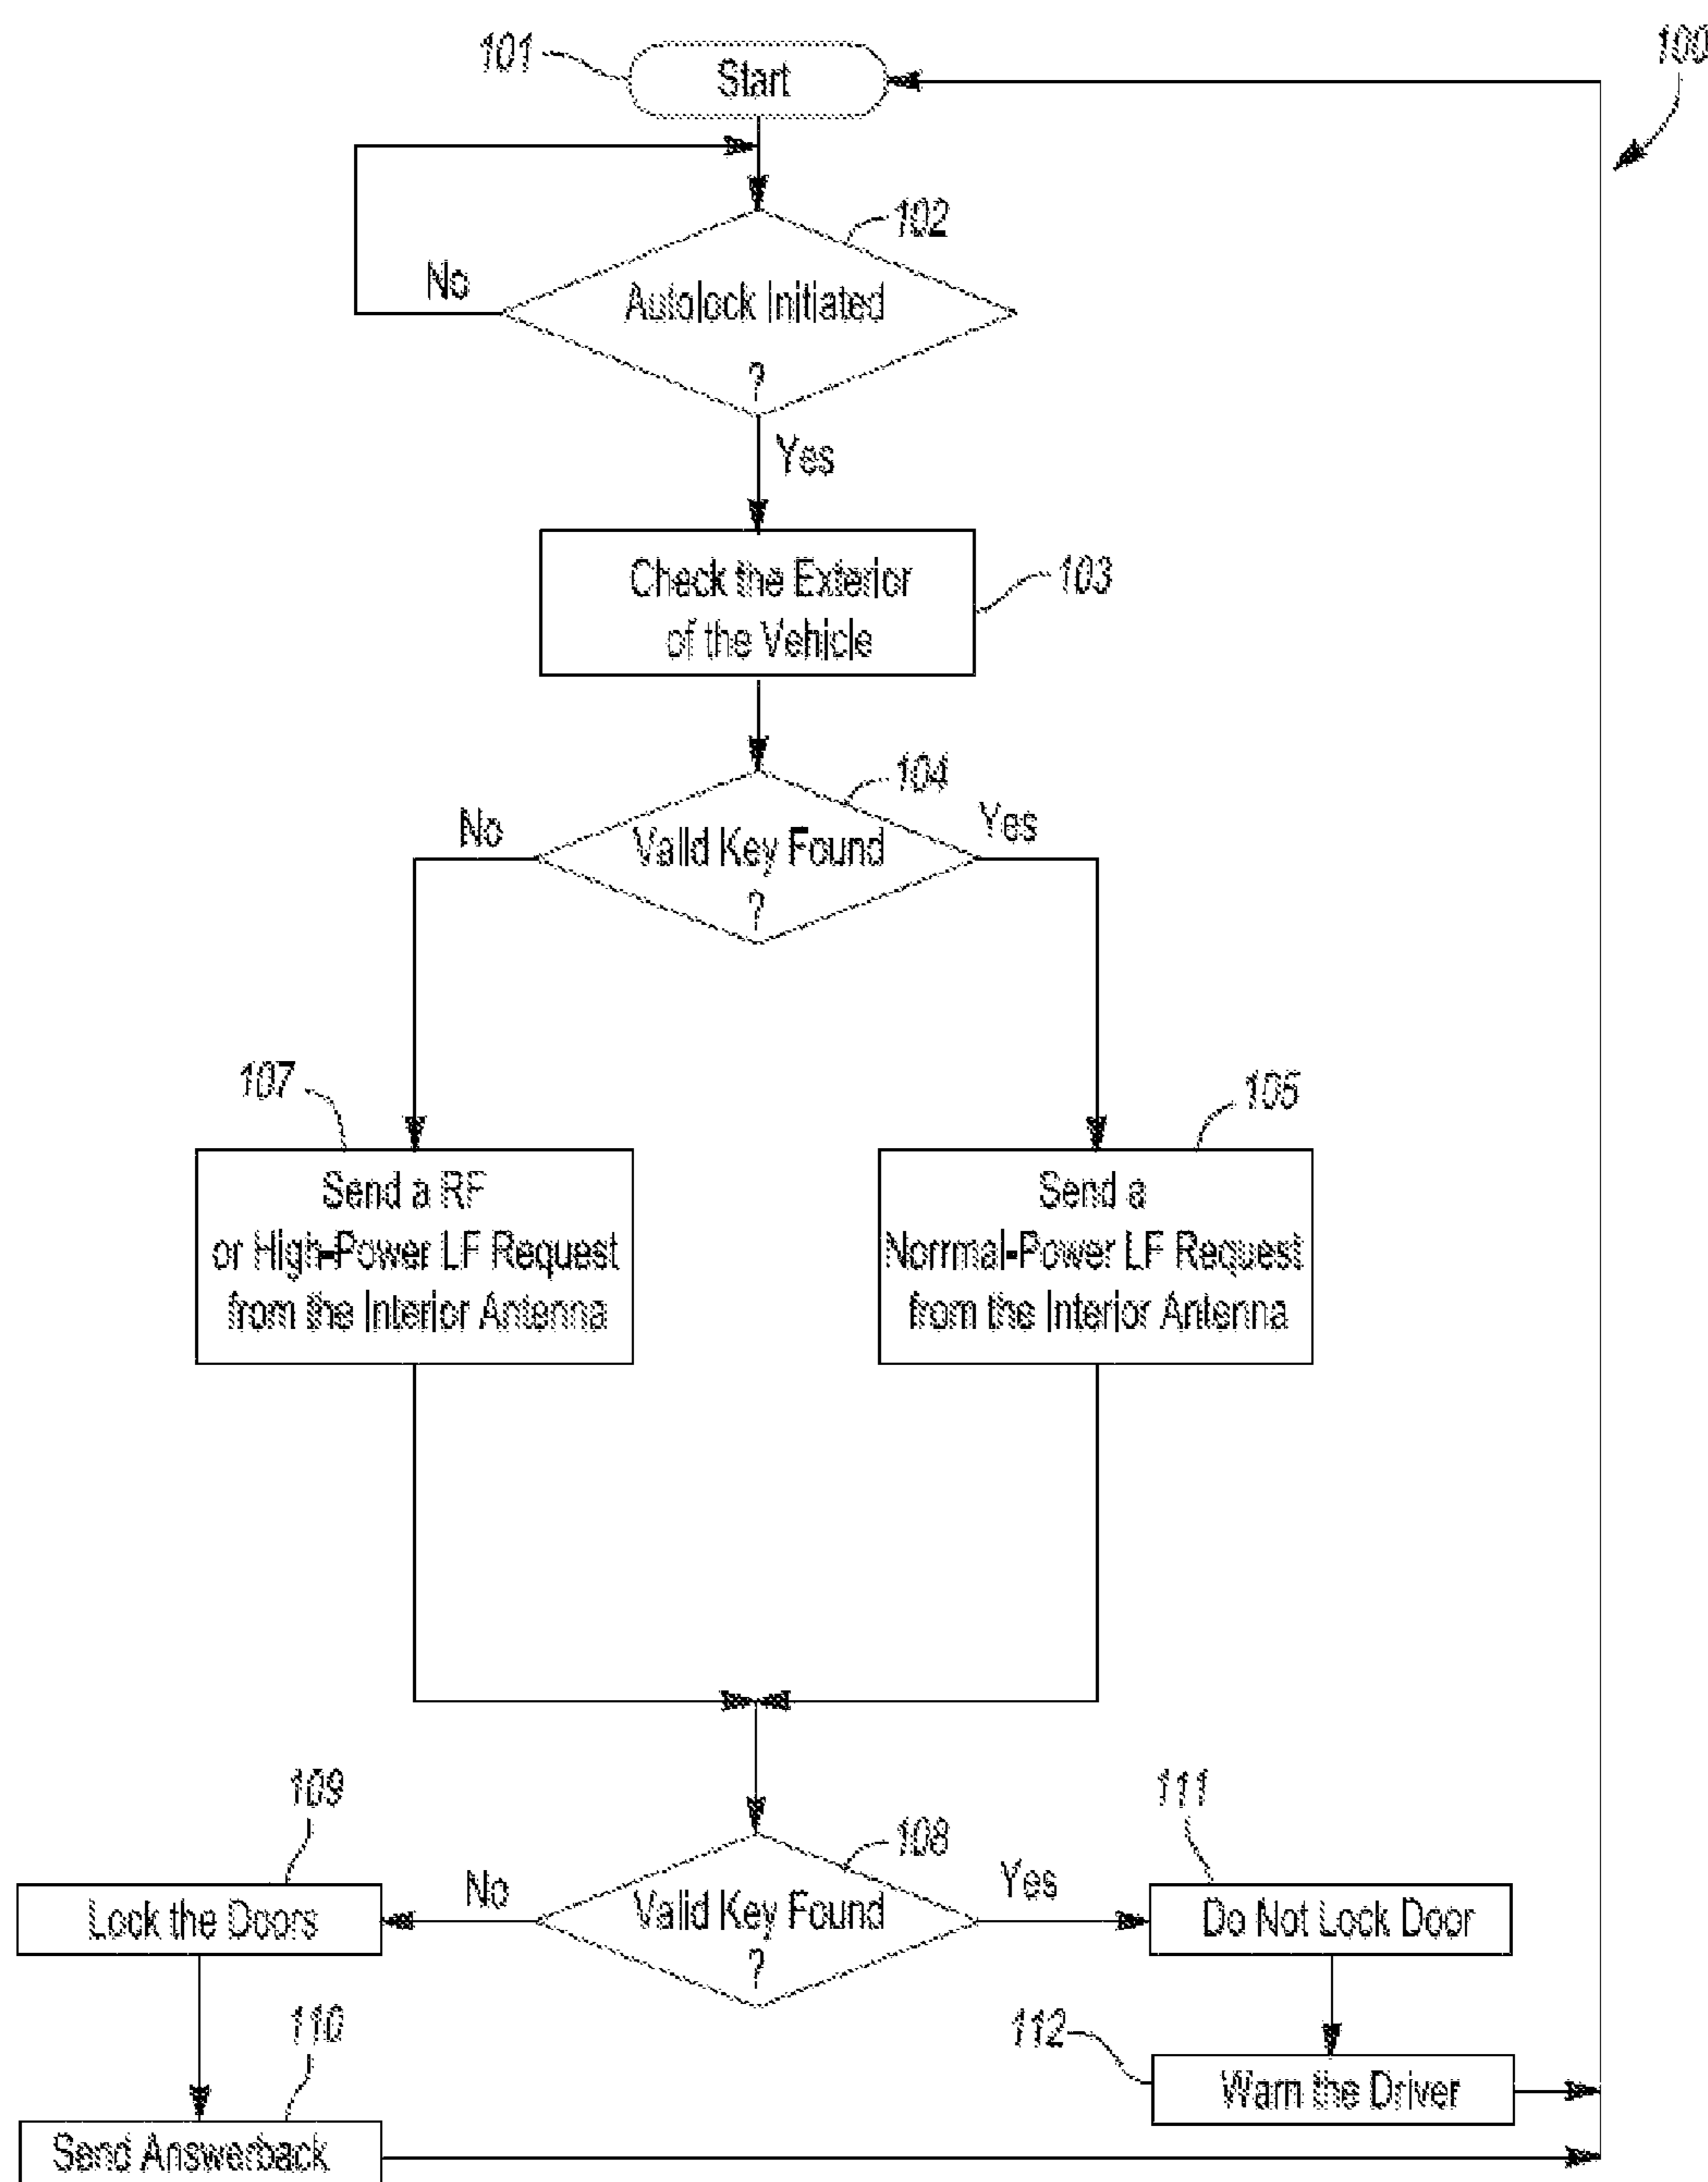 100
101
Start
102
No
Autolock Initiated
?
Yes
Check the Exterior
of the Vehicle
103
104
No
Yes
Valid Key Found
?
107
105
Send a RF
or High-Power LF Request
from the Interior Antenna
Send a
Norrmal-Power LF Request
from the Interior Antenna
109
111
108
No
Yes
Lock the Doors
Valid Key Found
?
Do Not Lock Door
110
112
Warn the Driver
Send Answerback